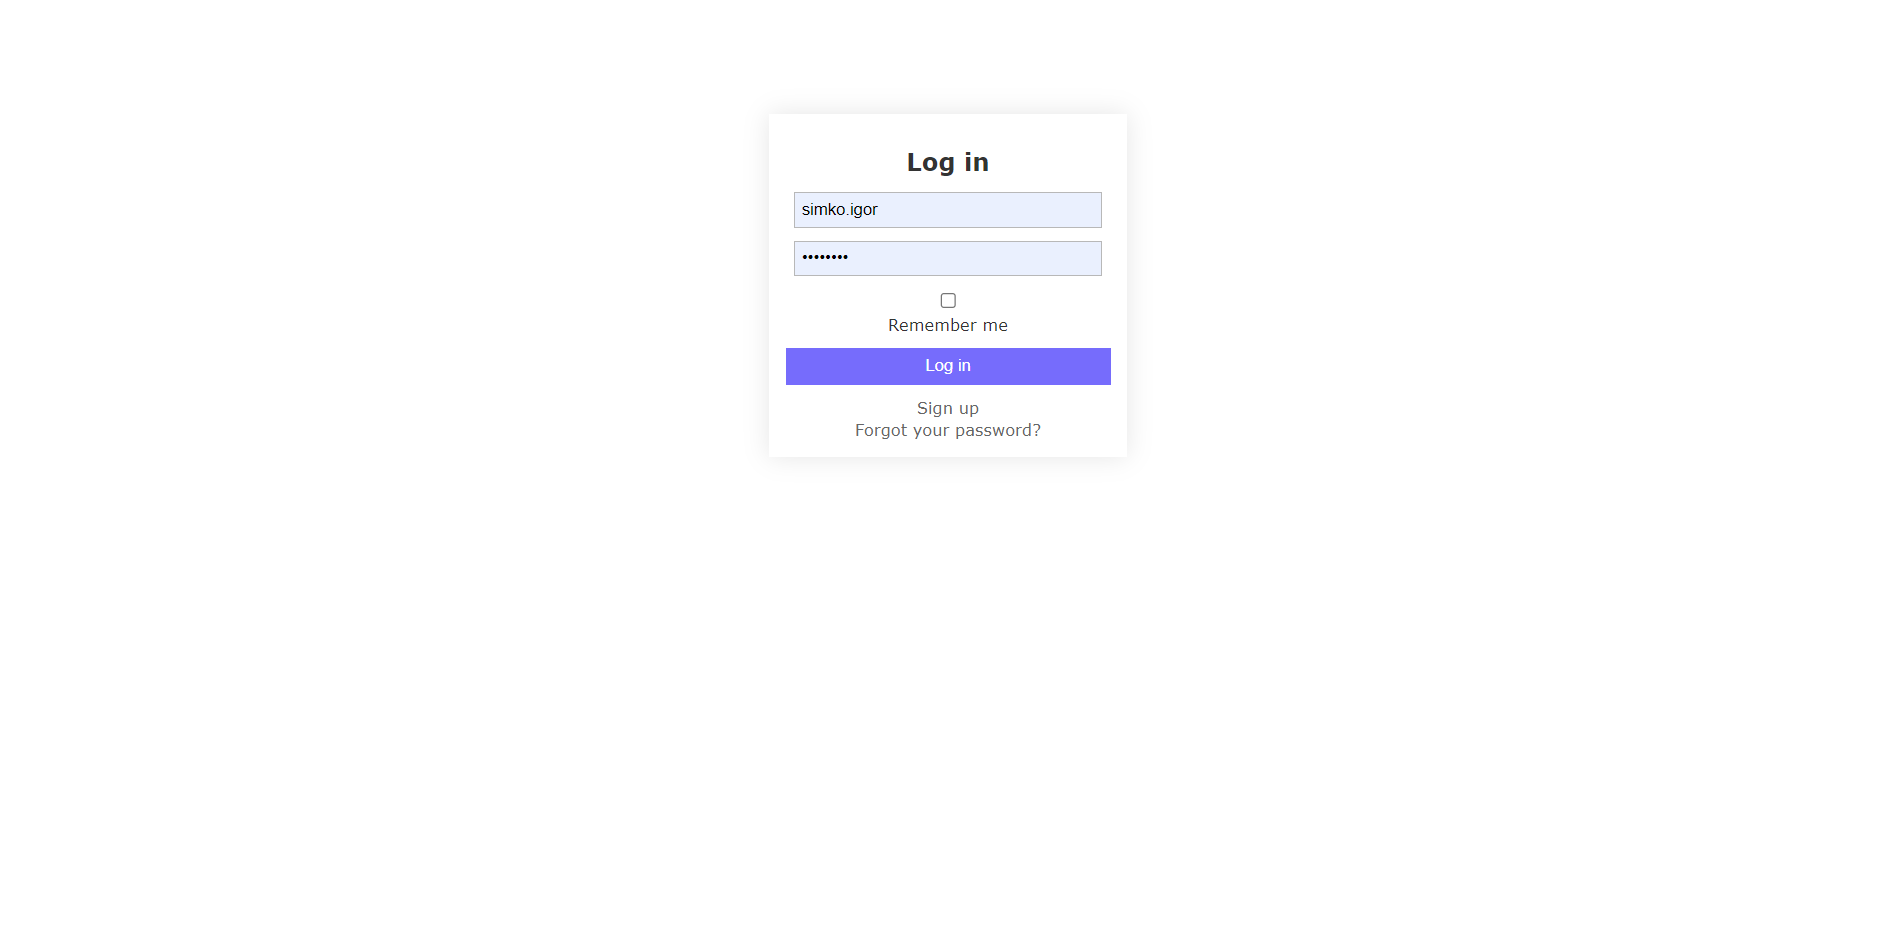 Log in
simko.igor
••••••••
Remember me
Log in
Sign up
Forgot your password?